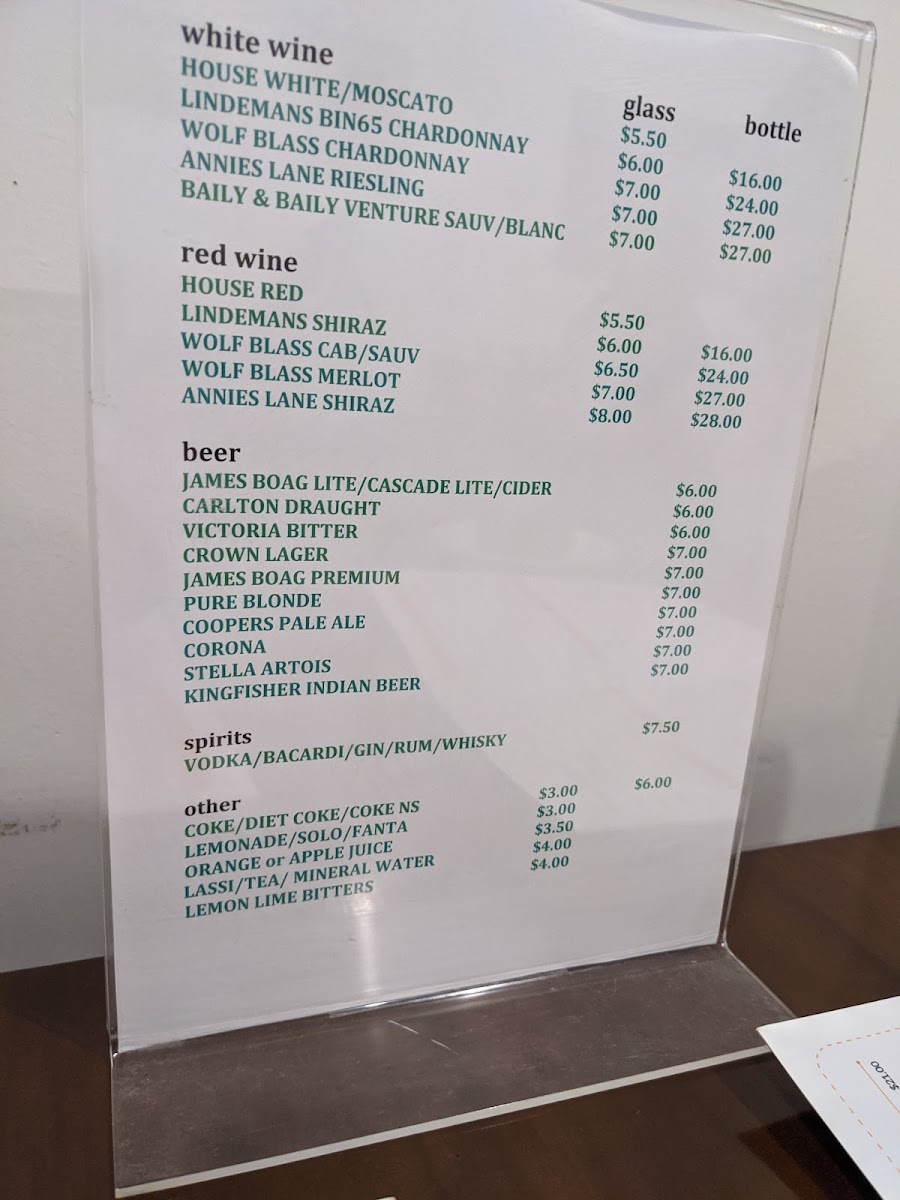 white wine glass bottle
HOUSE WHITE/MOSCATO $5.50
LINDEMANS BIN65 CHARDONNAY $6.00 $16.00
WOLF BLASS CHARDONNAY $7.00 $24.00
ANNIES LANE RIESLING $7.00 $27.00
BAILY & BAILY VENTURE SAUV/BLANC $7.00 $27.00
red wine
HOUSE RED $5.50
LINDEMANS SHIRAZ $6.00 $16.00
WOLF BLASS CAB/SAUV $6.50 $24.00
WOLF BLASS MERLOT $7.00 $27.00
ANNIES LANE SHIRAZ $8.00 $28.00
beer
JAMES BOAG LITE/CASCADE LITE/CIDER $6.00
CARLTON DRAUGHT $6.00
VICTORIA BITTER $6.00
CROWN LAGER $7.00
JAMES BOAG PREMIUM $7.00
PURE BLONDE $7.00
COOPERS PALE ALE $7.00
CORONA $7.00
STELLA ARTOIS $7.00
KINGFISHER INDIAN BEER $7.00
spirits
VODKA/BACARDI/GIN/RUM/WHISKY $7.50
other
COKE/DIET COKE/COKE NS $3.00 $6.00
LEMONADE/SOLO/FANTA $3.00
ORANGE or APPLE JUICE $3.50
LASSI/TEA/ MINERAL WATER $4.00
LEMON LIME BITTERS $4.00
$21.00